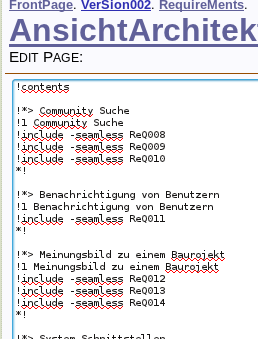 FrontPage. VerSion002. RequireMents.
AnsichtArchitek
EDIT PAGE:
!contents
!*> Community Suche
!1 Community Suche
!include -seamless ReQ008
!include -seamless ReQ009
!include -seamless ReQ010
*!
!*> Benachrichtigung von Benutzern
!1 Benachrichtigung von Benutzern
!include -seamless ReQ011
*!
!*> Meinungsbild zu einem Baurojekt
!1 Meinungsbild zu einem Baurojekt
!include -seamless ReQ012
!include -seamless ReQ013
!include -seamless ReQ014
*!
!*> System Schnittstellen